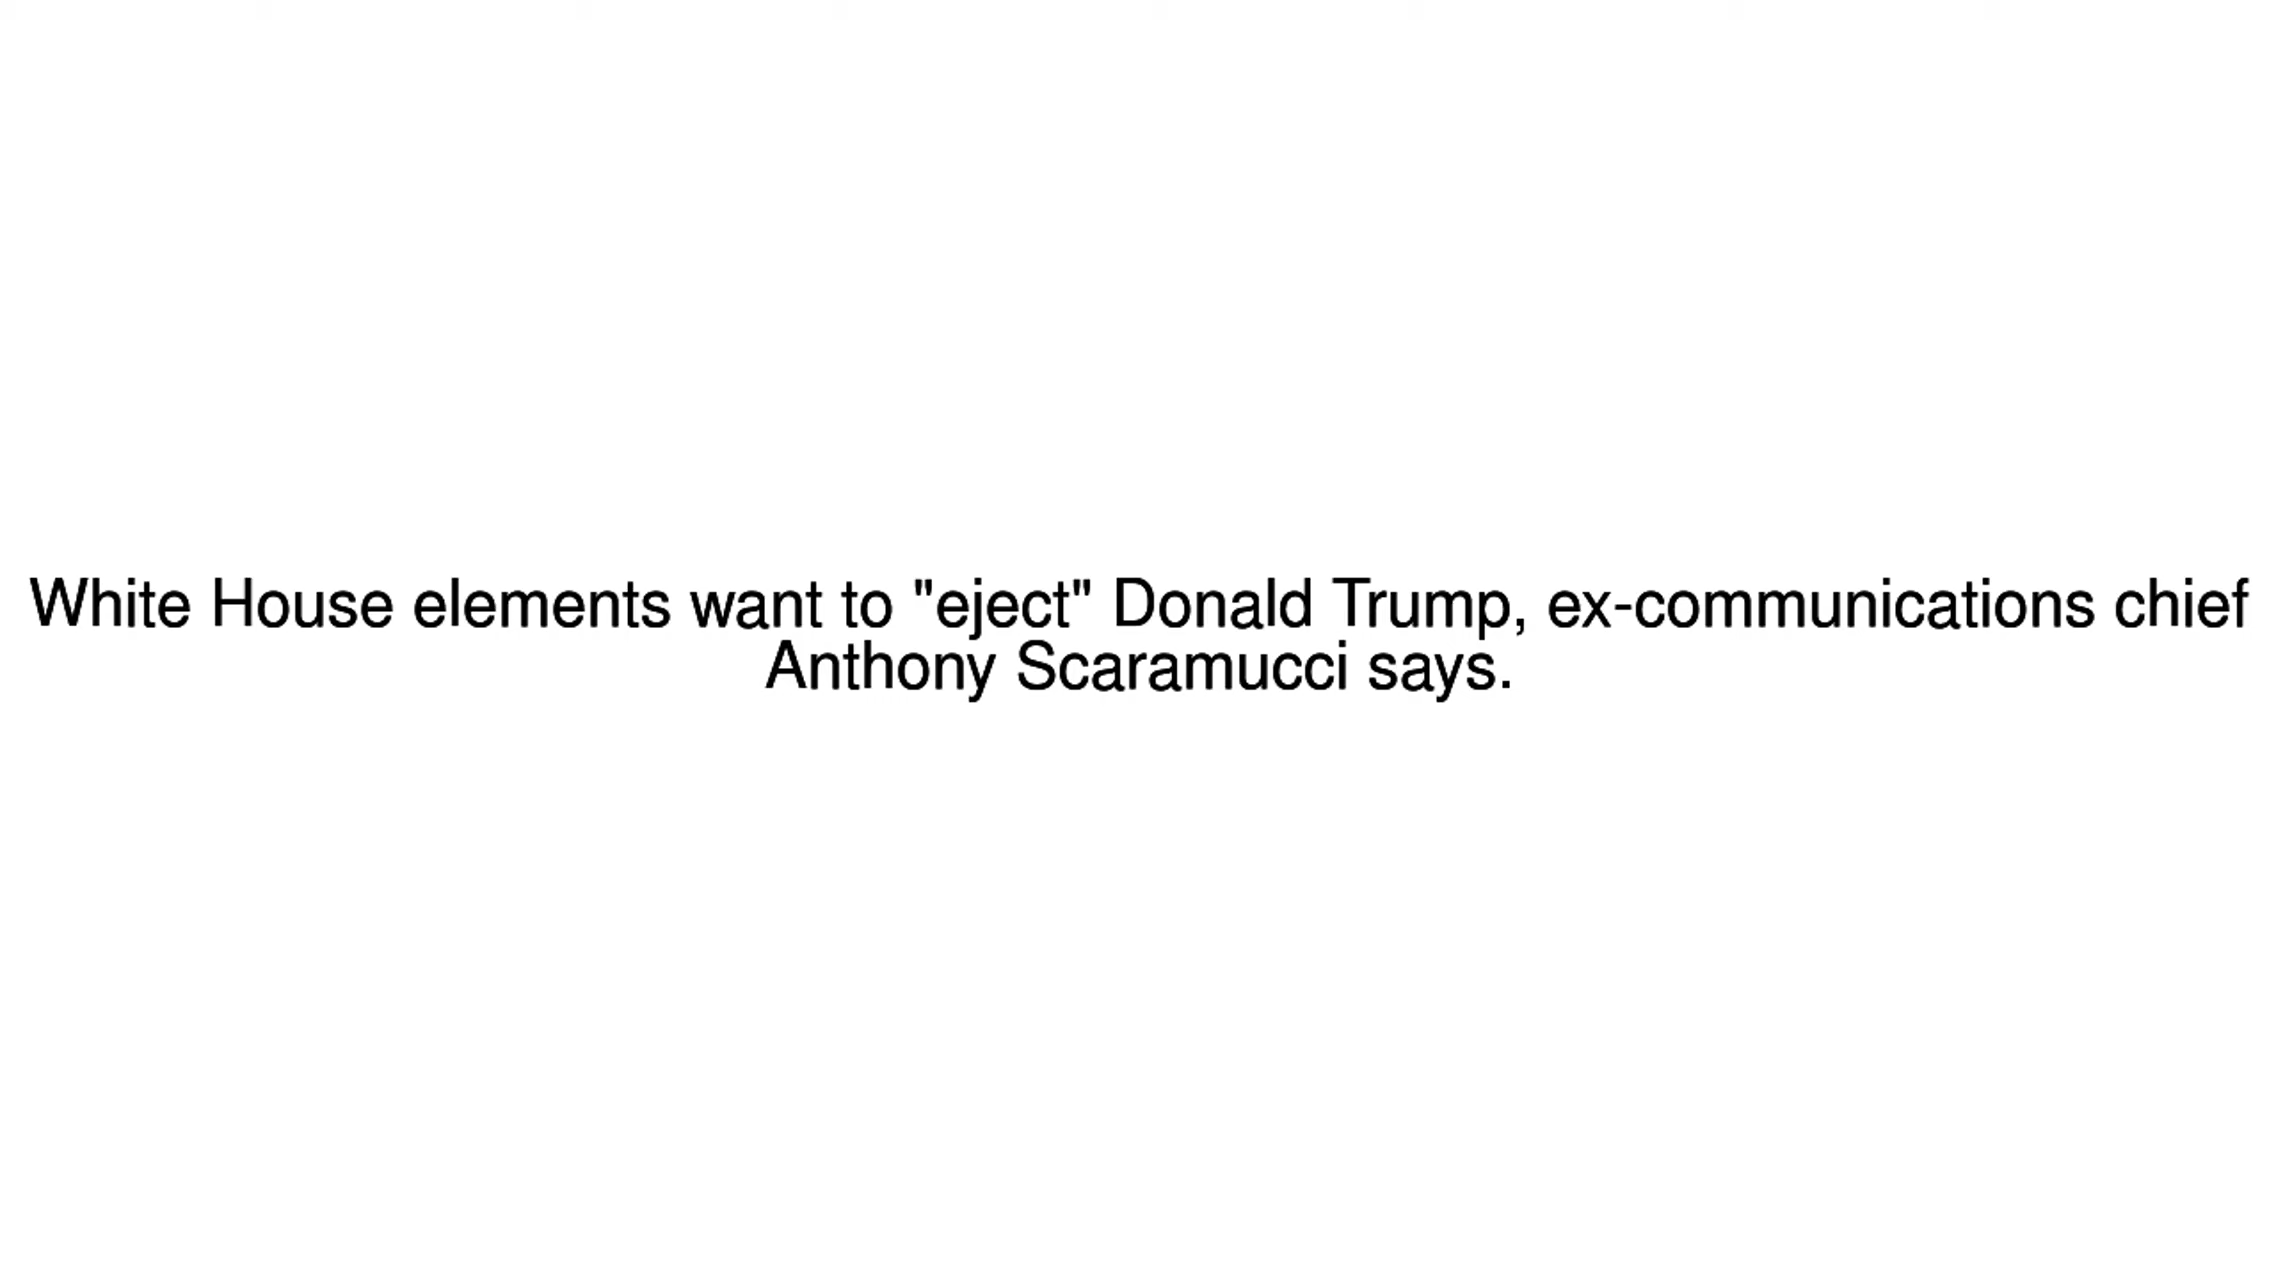 White House elements want to "eject" Donald Trump, ex-communications chief
Anthony Scaramucci says.